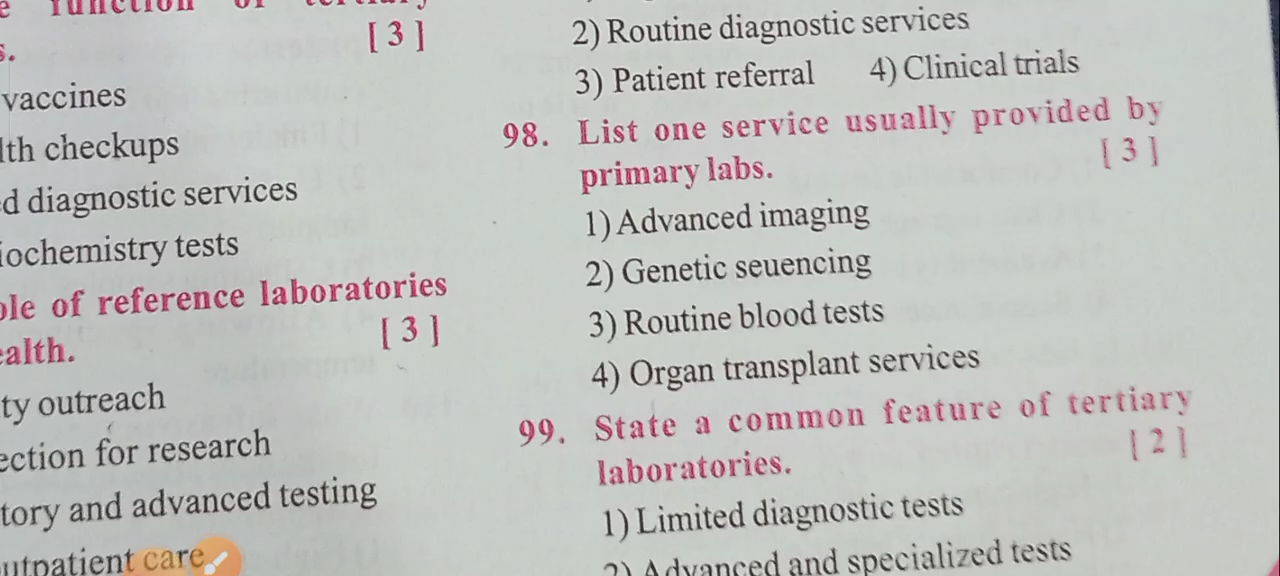 function
[ 3 ]
s.
vaccines
lth checkups
d diagnostic services
iochemistry tests
ole of reference laboratories
[ 3 ]
ealth.
ty outreach
ection for research
tory and advanced testing
utpatient care
2) Routine diagnostic services
3) Patient referral 4) Clinical trials
98. List one service usually provided by
primary labs. [ 3 ]
1) Advanced imaging
2) Genetic seuencing
3) Routine blood tests
4) Organ transplant services
99. State a common feature of tertiary
laboratories. [ 2 ]
1) Limited diagnostic tests
2) Advanced and specialized tests